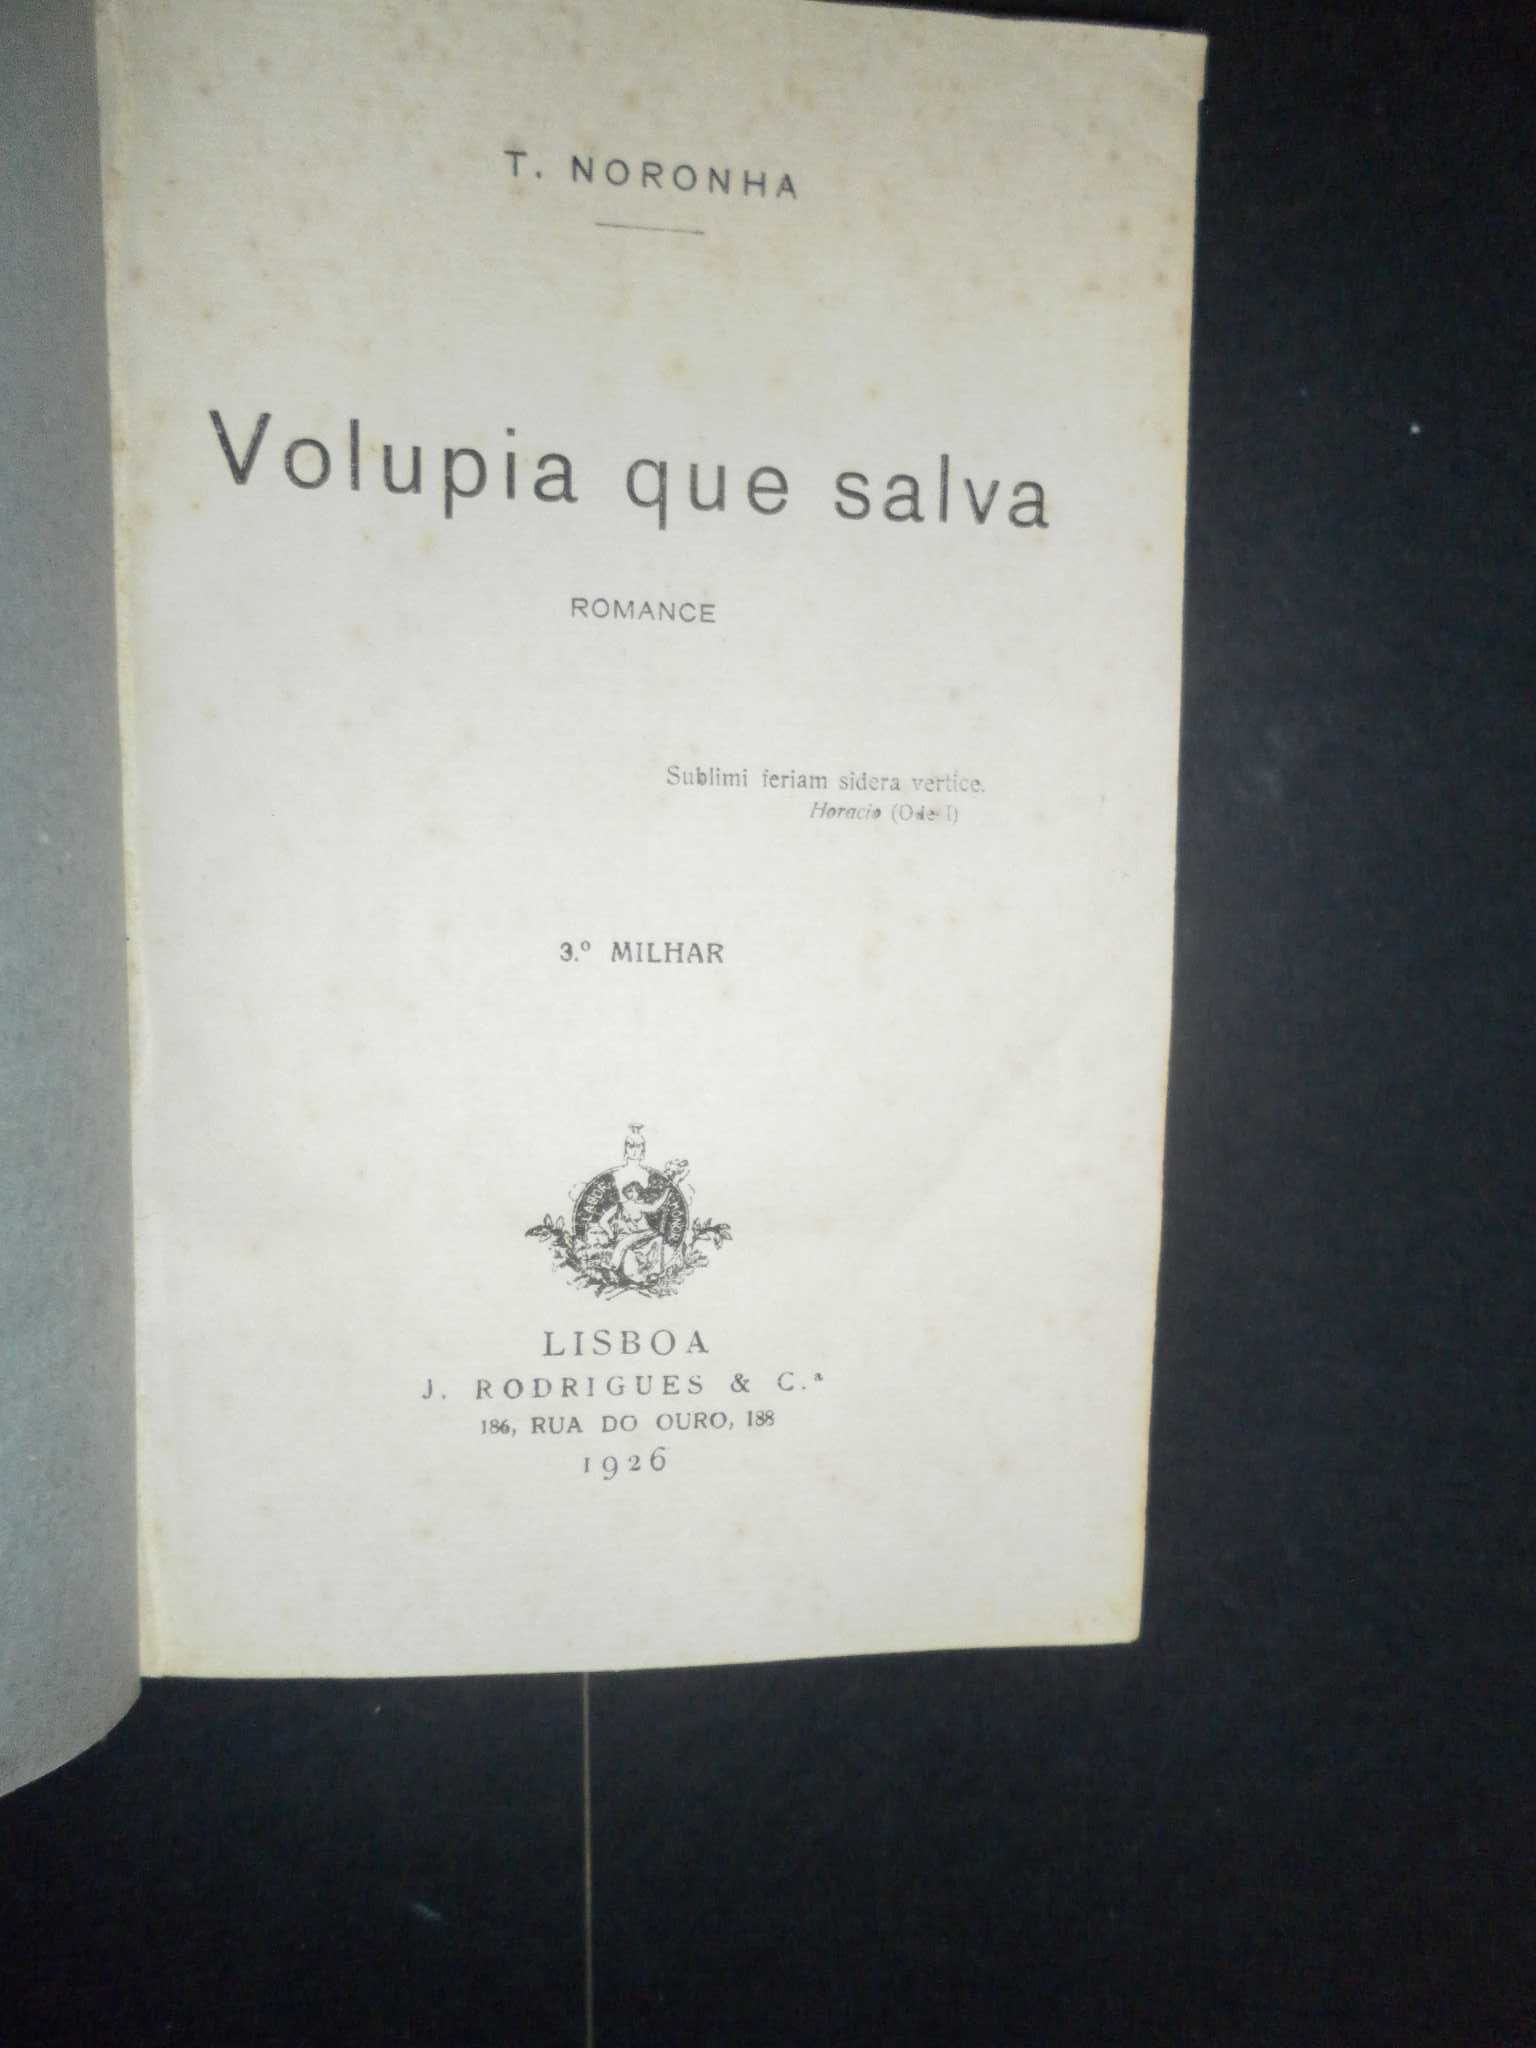 T. NORONHA
Volupia que salva
ROMANCE
Sublimi feriam sidera vertice.
Horacio (Ode I)
3.º MILHAR
LABOR
LISBOA
J. RODRIGUES & C.ª
186, RUA DO OURO, 188
1926